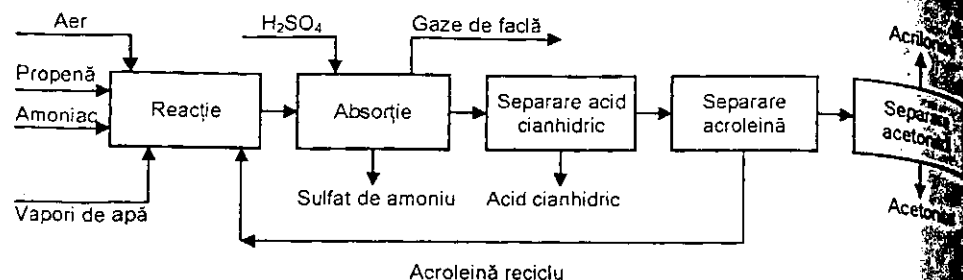 Aer
H₂SO₄
Gaze de faclă
Propenă
Amoniac
Reacție
Absorție
Separare acid
cianhidric
Separare
acroleină
Separare
Vapori de apă
Sulfat de amoniu
Acid cianhidric
Acroleină reciclu